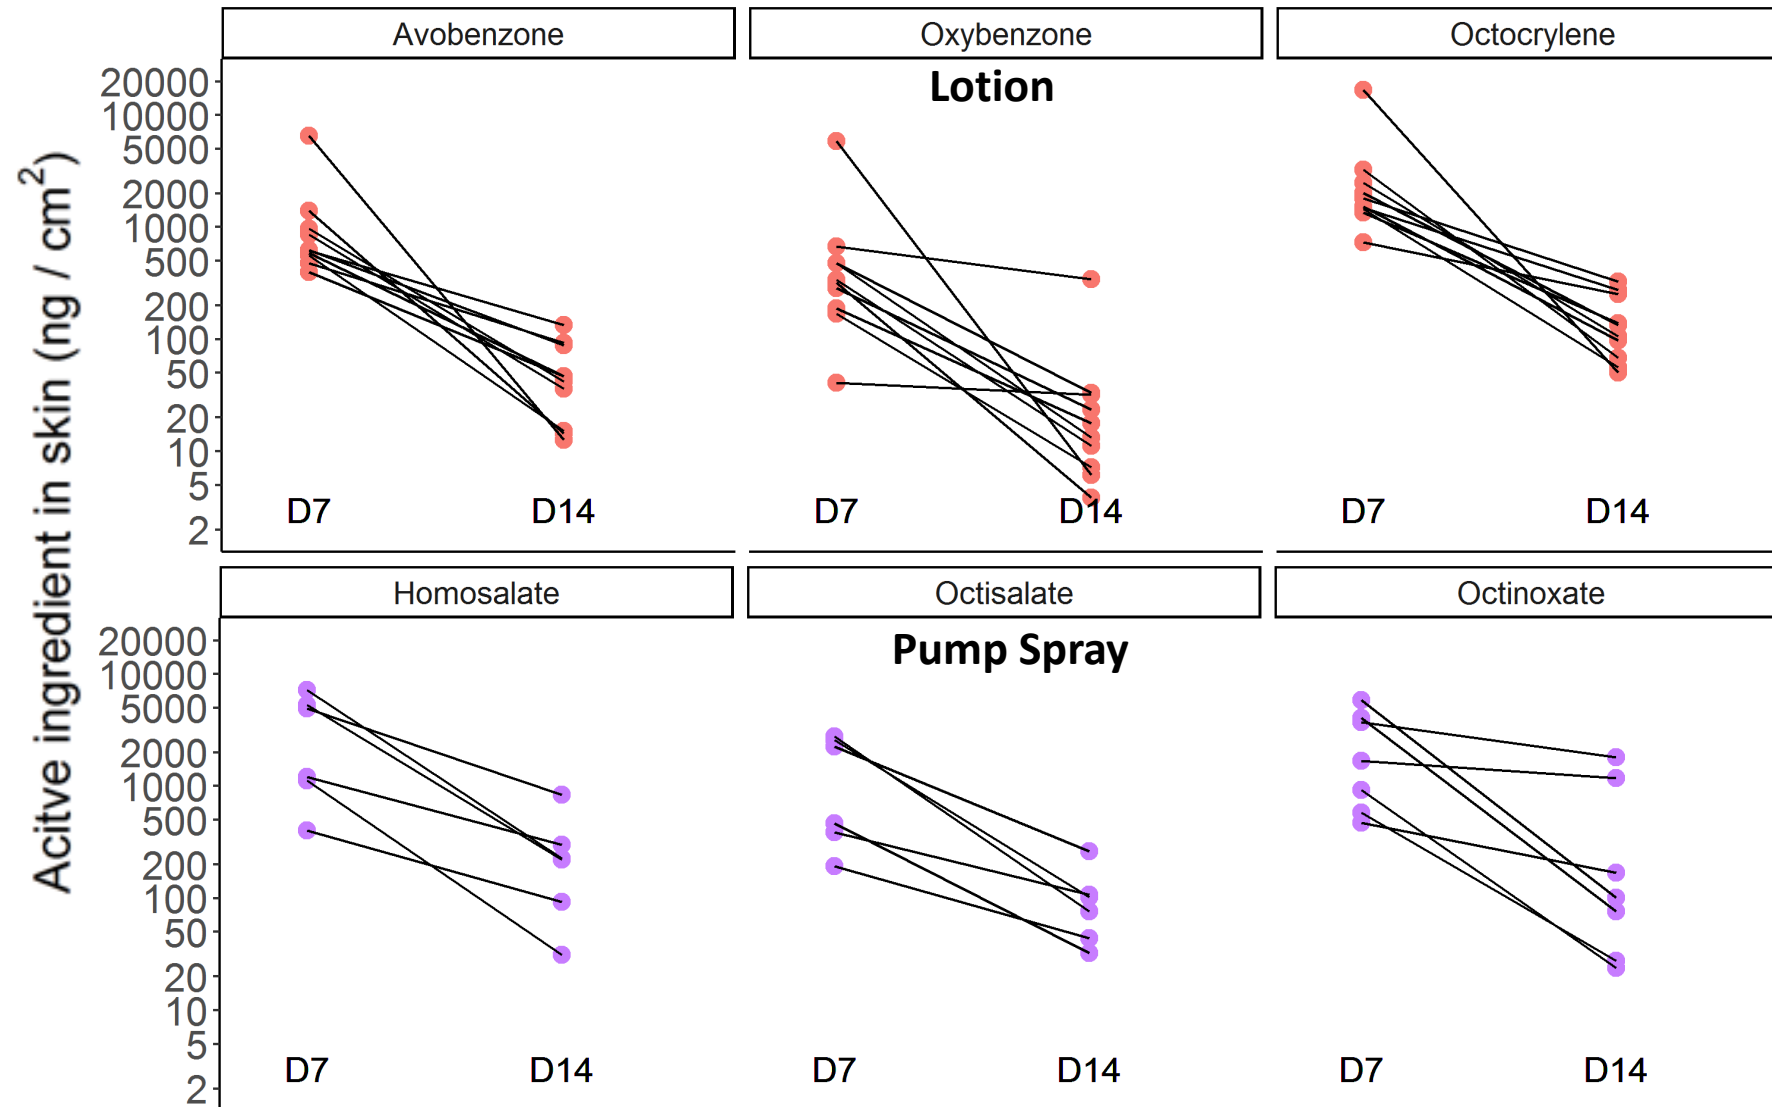 Acitve ingredient in skin (ng / cm²)
Avobenzone
Oxybenzone
Octocrylene
Lotion
20000
10000
5000
2000
1000
500
200
100
50
20
10
5
2
D7
D14
D7
D14
D7
D14
Homosalate
Octisalate
Octinoxate
Pump Spray
20000
10000
5000
2000
1000
500
200
100
50
20
10
5
2
D7
D14
D7
D14
D7
D14